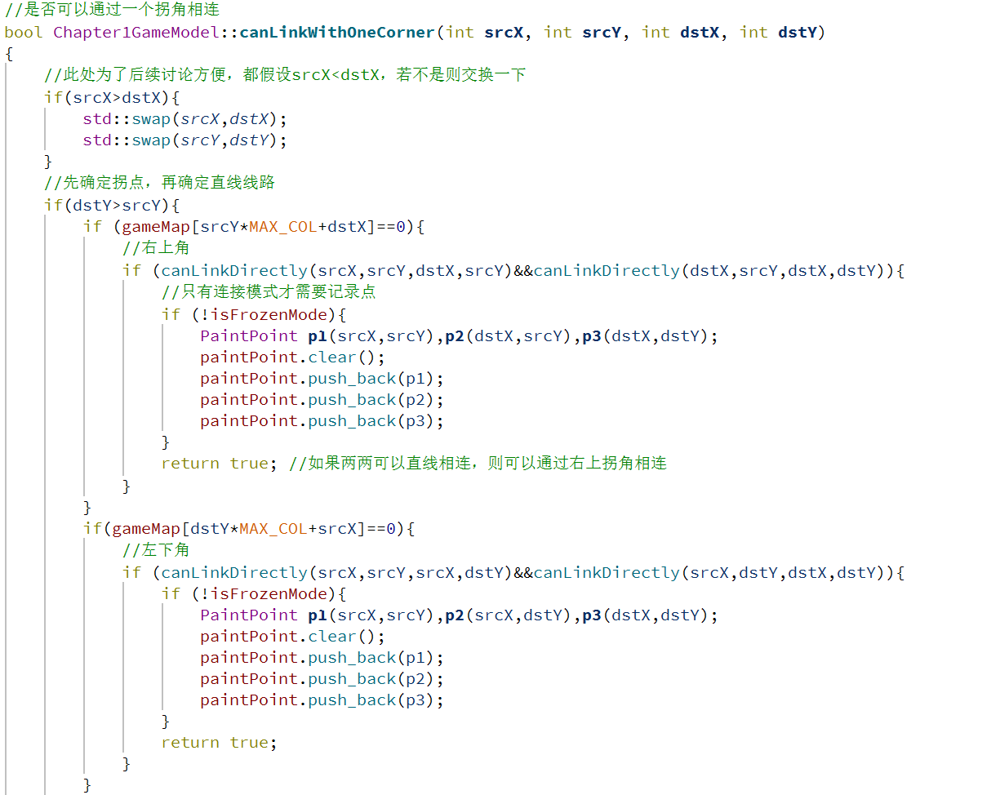 //是否可以通过一个拐角相连
bool Chapter1GameModel::canLinkWithOneCorner(int srcX, int srcY, int dstX, int dstY)
{
    //此处为了后续讨论方便，都假设srcX<dstX，若不是则交换一下
    if(srcX>dstX){
        std::swap(srcX,dstX);
        std::swap(srcY,dstY);
    }
    //先确定拐点，再确定直线线路
    if(dstY>srcY){
        if (gameMap[srcY*MAX_COL+dstX]==0){
            //右上角
            if (canLinkDirectly(srcX,srcY,dstX,srcY)&&canLinkDirectly(dstX,srcY,dstX,dstY)){
                //只有连接模式才需要记录点
                if (!isFrozenMode){
                    PaintPoint p1(srcX,srcY),p2(dstX,srcY),p3(dstX,dstY);
                    paintPoint.clear();
                    paintPoint.push_back(p1);
                    paintPoint.push_back(p2);
                    paintPoint.push_back(p3);
                }
                return true; //如果两两可以直线相连，则可以通过右上拐角相连
            }
        }
        if(gameMap[dstY*MAX_COL+srcX]==0){
            //左下角
            if (canLinkDirectly(srcX,srcY,srcX,dstY)&&canLinkDirectly(srcX,dstY,dstX,dstY)){
                if (!isFrozenMode){
                    PaintPoint p1(srcX,srcY),p2(srcX,dstY),p3(dstX,dstY);
                    paintPoint.clear();
                    paintPoint.push_back(p1);
                    paintPoint.push_back(p2);
                    paintPoint.push_back(p3);
                }
                return true;
            }
        }